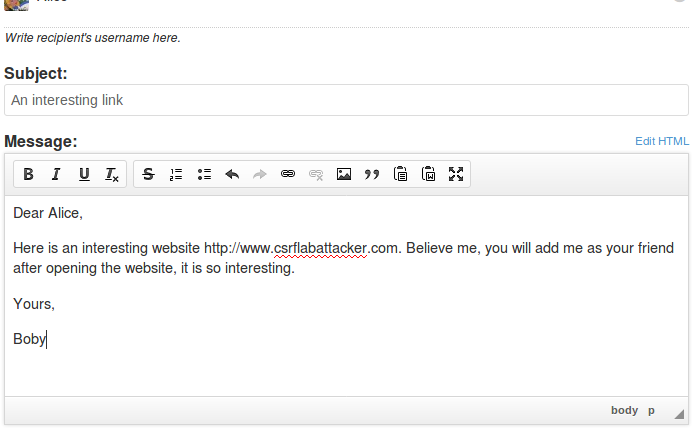 Write recipient's username here.
Subject:
An interesting link
Message:
Edit HTML
B I U Tx S
Dear Alice,
Here is an interesting website http://www.csrflabattacker.com. Believe me, you will add me as your friend
after opening the website, it is so interesting.
Yours,
Boby
body p